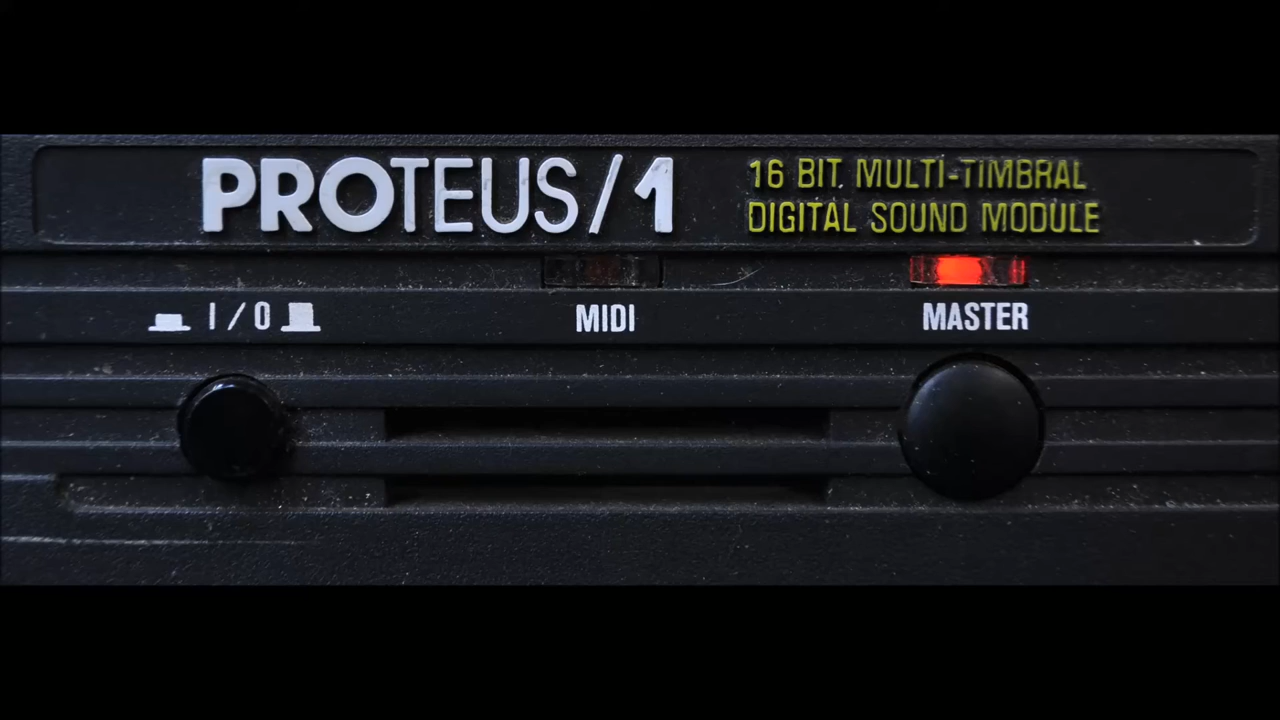 PROTEUS/1
16 BIT MULTI-TIMBRAL
DIGITAL SOUND MODULE
I/O
MIDI
MASTER